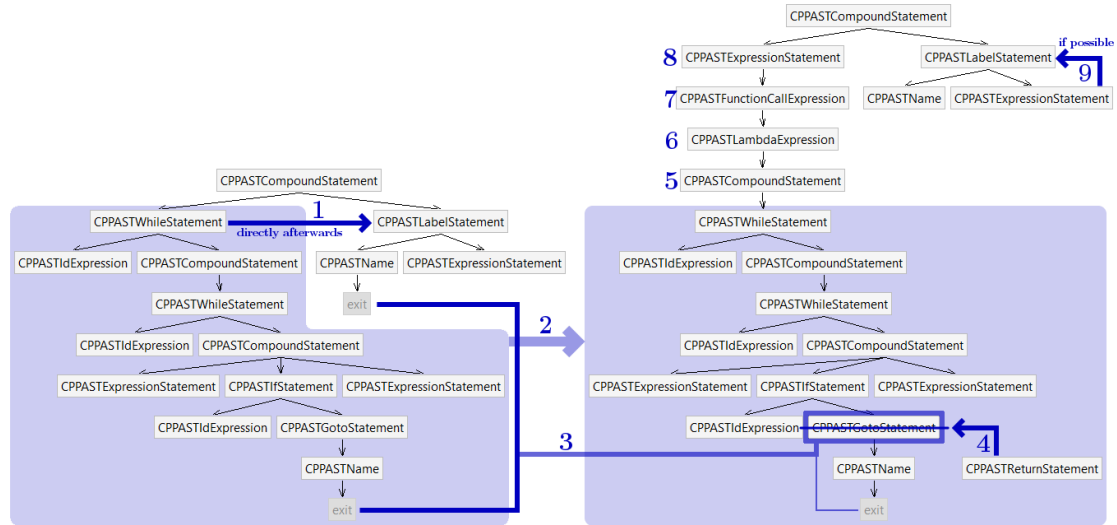 CPPASTCompoundStatement
if possible
8 CPPASTExpressionStatement CPPASTLabelStatement
9
7 CPPASTFunctionCallExpression CPPASTName CPPASTExpressionStatement
6 CPPASTLambdaExpression
CPPASTCompoundStatement 5 CPPASTCompoundStatement
1
CPPASTWhileStatement CPPASTLabelStatement CPPASTWhileStatement
directly afterwards
CPPASTIdExpression CPPASTCompoundStatement CPPASTName CPPASTExpressionStatement CPPASTIdExpression CPPASTCompoundStatement
CPPASTWhileStatement exit CPPASTWhileStatement
2
CPPASTIdExpression CPPASTCompoundStatement CPPASTIdExpression CPPASTCompoundStatement
CPPASTExpressionStatement CPPASTIfStatement CPPASTExpressionStatement CPPASTExpressionStatement CPPASTIfStatement CPPASTExpressionStatement
CPPASTIdExpression CPPASTGotoStatement CPPASTIdExpression CPPASTGotoStatement
3 4
CPPASTName CPPASTName CPPASTReturnStatement
exit exit